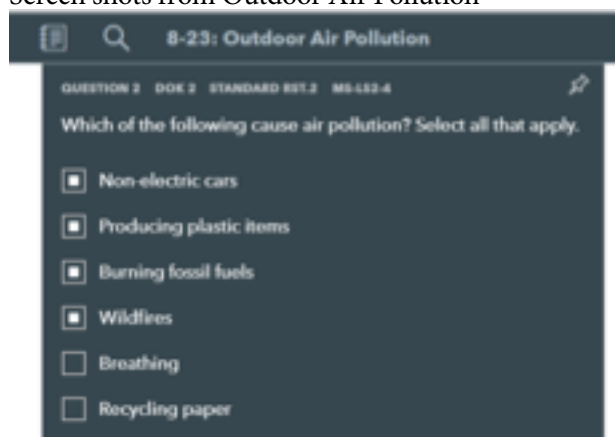 Screen shots from Outdoor Air Pollution
8-23: Outdoor Air Pollution
QUESTION 2 DOK 2 STANDARD RST.2 MS-LS2-4
Which of the following cause air pollution? Select all that apply.
Non-electric cars
Producing plastic items
Burning fossil fuels
Wildfires
Breathing
Recycling paper